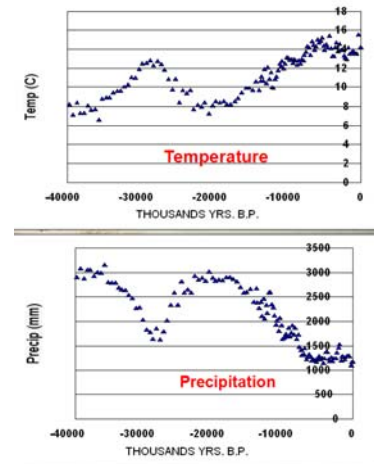 18
16
14
12
10
8
6
4
2
0
Temp (C)
Temperature
-40000 -30000 -20000 -10000 0
THOUSANDS YRS. B.P.
3500
3000
2500
2000
1500
1000
500
0
Precip (mm)
Precipitation
-40000 -30000 -20000 -10000 0
THOUSANDS YRS. B.P.